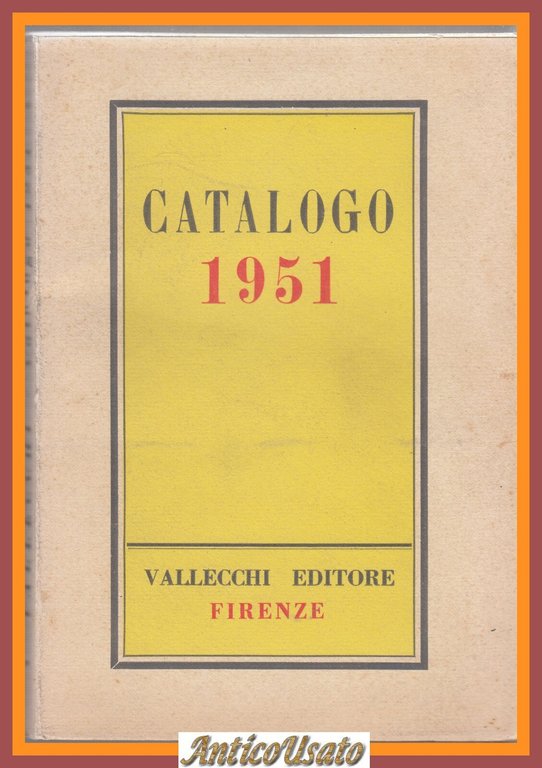 CATALOGO
1951
VALLECCHI EDITORE
FIRENZE
AnticoUsato